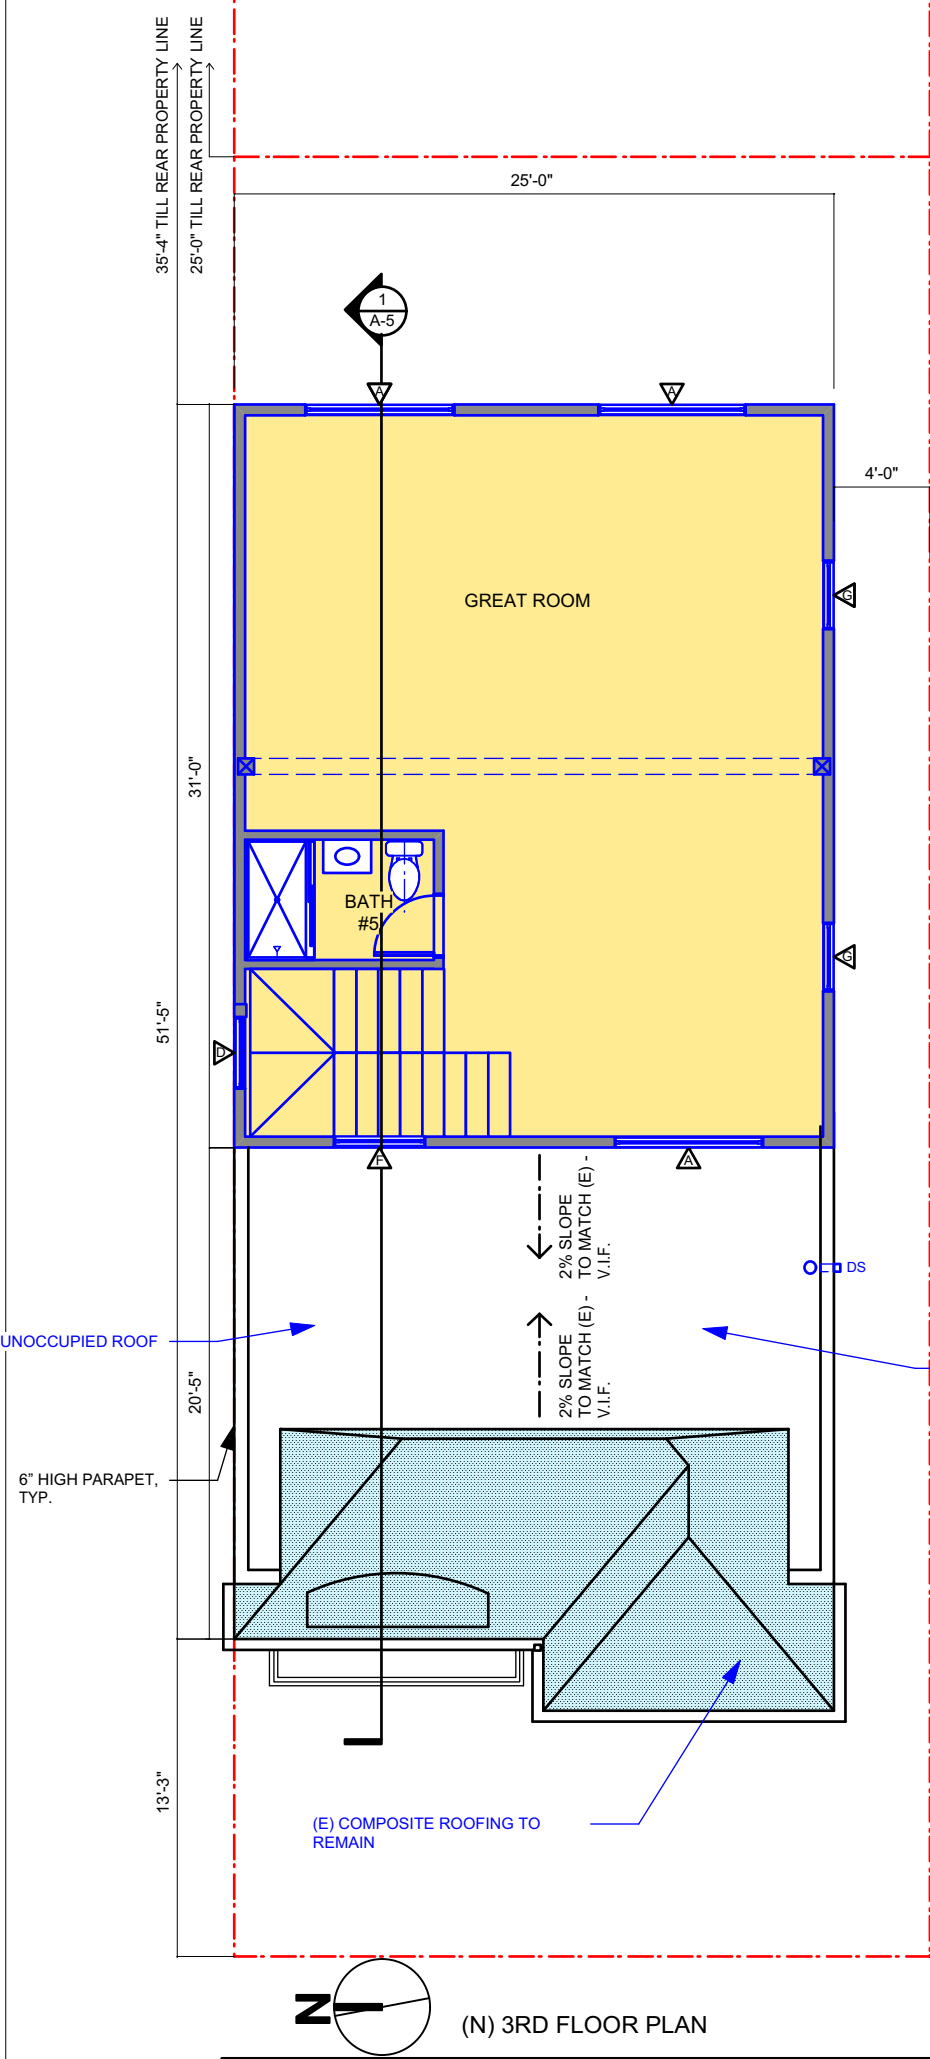 35'-4" TILL REAR PROPERTY LINE
25'-0" TILL REAR PROPERTY LINE
25'-0"
1
A-5
A
A
4'-0"
GREAT ROOM
G
31'-0"
BATH
#5
G
51'-5"
D
F
A
2% SLOPE
TO MATCH (E) -
V.I.F.
DS
2% SLOPE
TO MATCH (E) -
V.I.F.
UNOCCUPIED ROOF
20'-5"
6” HIGH PARAPET,
TYP.
13'-3"
(E) COMPOSITE ROOFING TO
REMAIN
N
(N) 3RD FLOOR PLAN